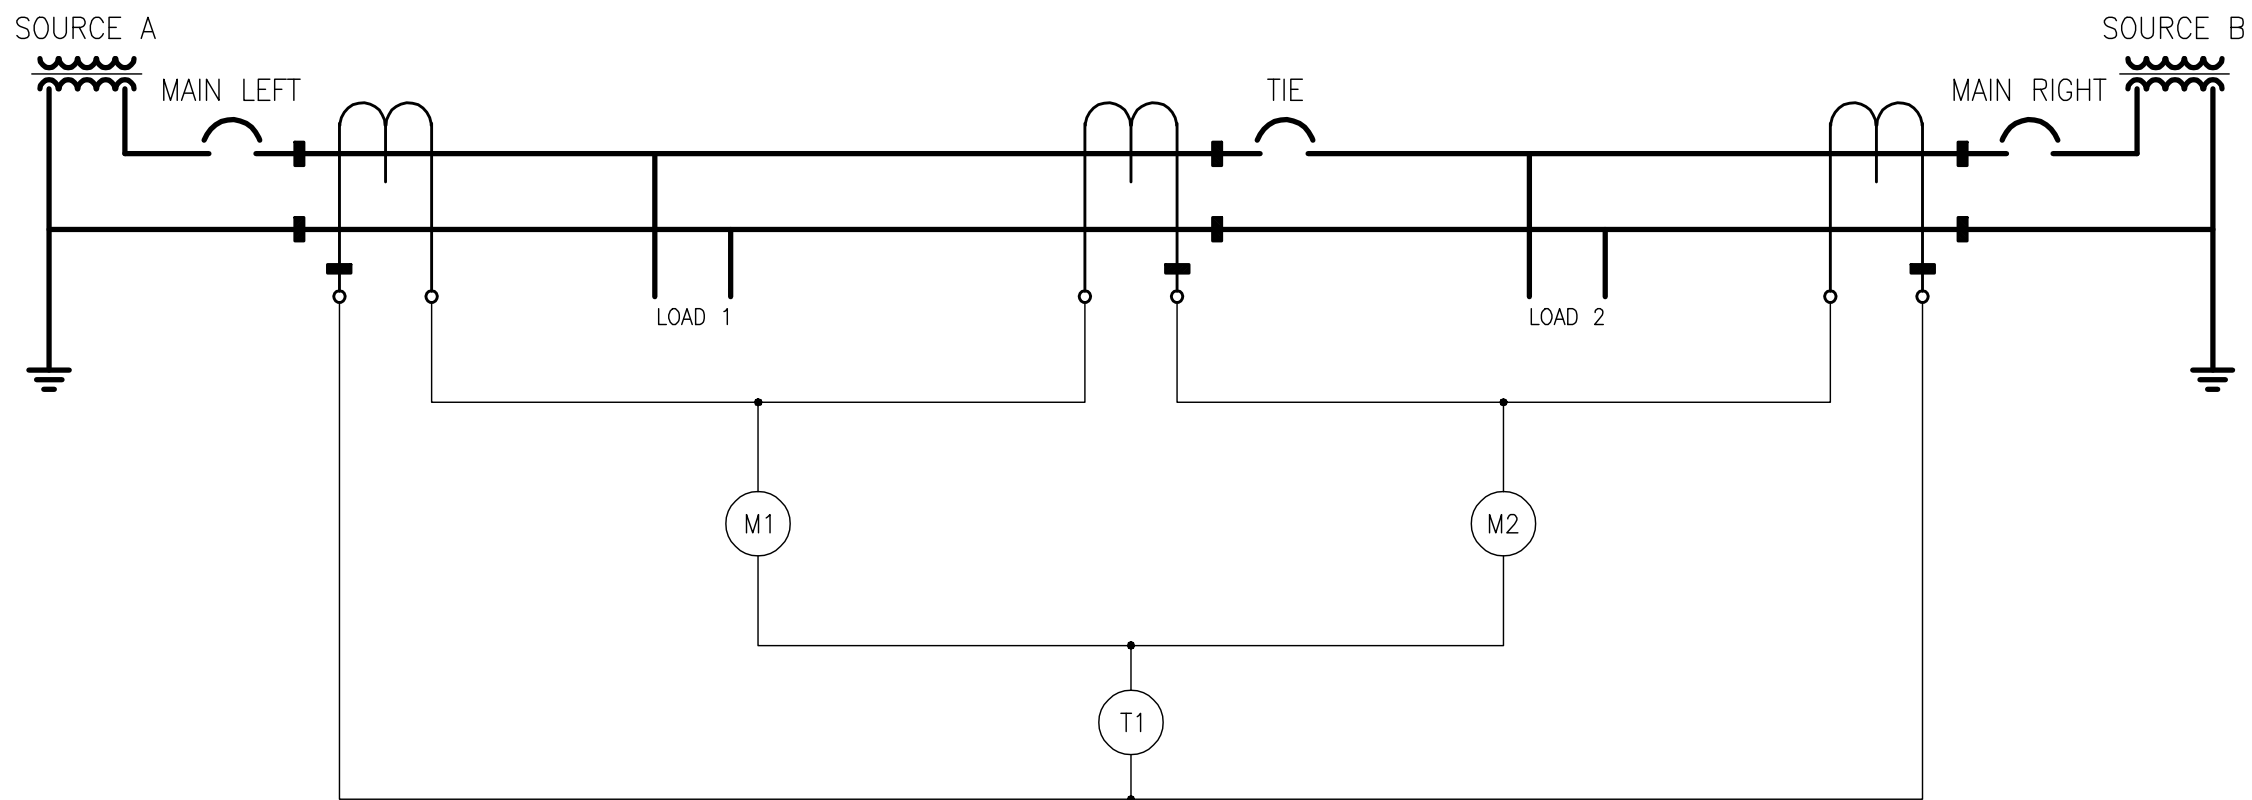 SOURCE A
SOURCE B
MAIN LEFT
TIE
MAIN RIGHT
LOAD 1
LOAD 2
M1
M2
T1